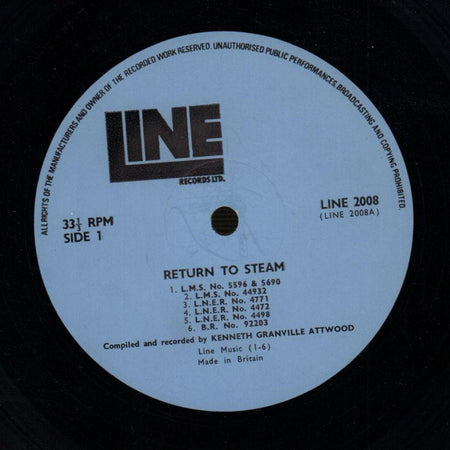 ALL RIGHTS OF THE MANUFACTURERS AND OWNER OF THE RECORDED WORK RESERVED. UNAUTHORISED PUBLIC PERFORMANCES, BROADCASTING AND COPYING PROHIBITED.
LINE
RECORDS LTD.
33⅓ RPM
SIDE 1
LINE 2008
(LINE 2008A)
RETURN TO STEAM
1. L.M.S. No. 5596 & 5690
2. L.M.S. No. 44932
3. L.N.E.R. No. 4771
4. L.N.E.R. No. 4472
5. L.N.E.R. No. 4498
6. B.R. No. 92203
Compiled and recorded by KENNETH GRANVILLE ATTWOOD
Line Music (1-6)
Made in Britain